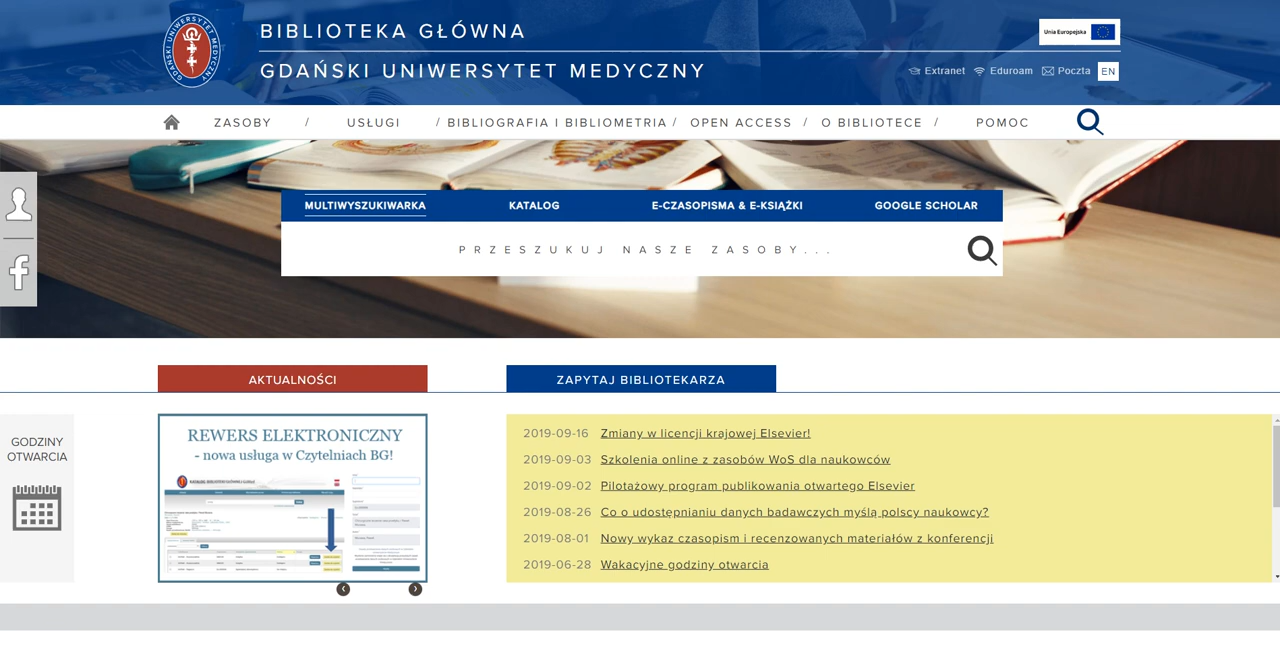 GDAŃSKI UNIWERSYTET MEDYCZNY
BIBLIOTEKA GŁÓWNA
GDAŃSKI UNIWERSYTET MEDYCZNY
Unia Europejska
Extranet Eduroam Poczta EN
ZASOBY / USŁUGI / BIBLIOGRAFIA I BIBLIOMETRIA / OPEN ACCESS / O BIBLIOTECE / POMOC
MULTIWYSZUKIWARKA KATALOG E-CZASOPISMA & E-KSIĄŻKI GOOGLE SCHOLAR
PRZESZUKUJ NASZE ZASOBY...
AKTUALNOŚCI
ZAPYTAJ BIBLIOTEKARZA
GODZINY
OTWARCIA
REWERS ELEKTRONICZNY
- nowa usługa w Czytelniach BG!
2019-09-16 Zmiany w licencji krajowej Elsevier!
2019-09-03 Szkolenia online z zasobów WoS dla naukowców
2019-09-02 Pilotażowy program publikowania otwartego Elsevier
2019-08-26 Co o udostępnianiu danych badawczych myślą polscy naukowcy?
2019-08-01 Nowy wykaz czasopism i recenzowanych materiałów z konferencji
2019-06-28 Wakacyjne godziny otwarcia